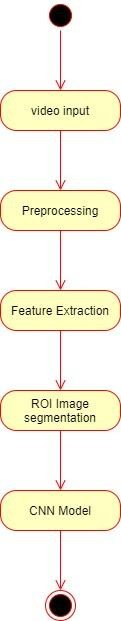 video input
Preprocessing
Feature Extraction
ROI Image
segmentation
CNN Model